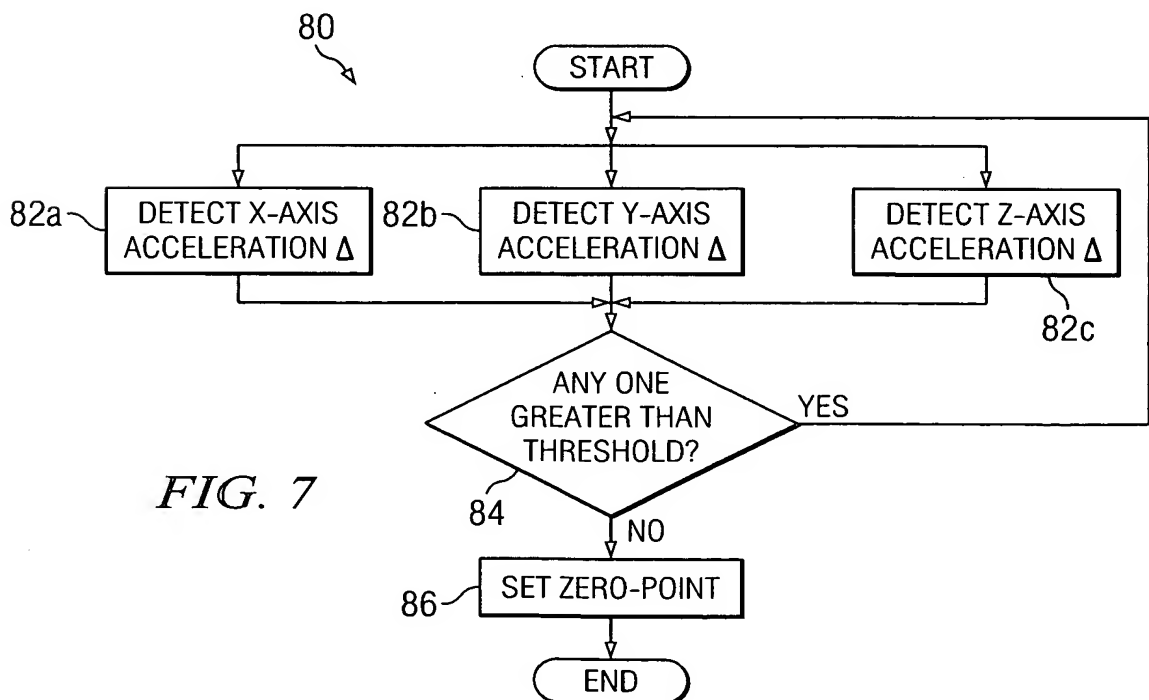 80
START
82a
DETECT X-AXIS
ACCELERATION Δ
82b
DETECT Y-AXIS
ACCELERATION Δ
DETECT Z-AXIS
ACCELERATION Δ
82c
ANY ONE
GREATER THAN
THRESHOLD?
YES
84
NO
FIG. 7
86
SET ZERO-POINT
END